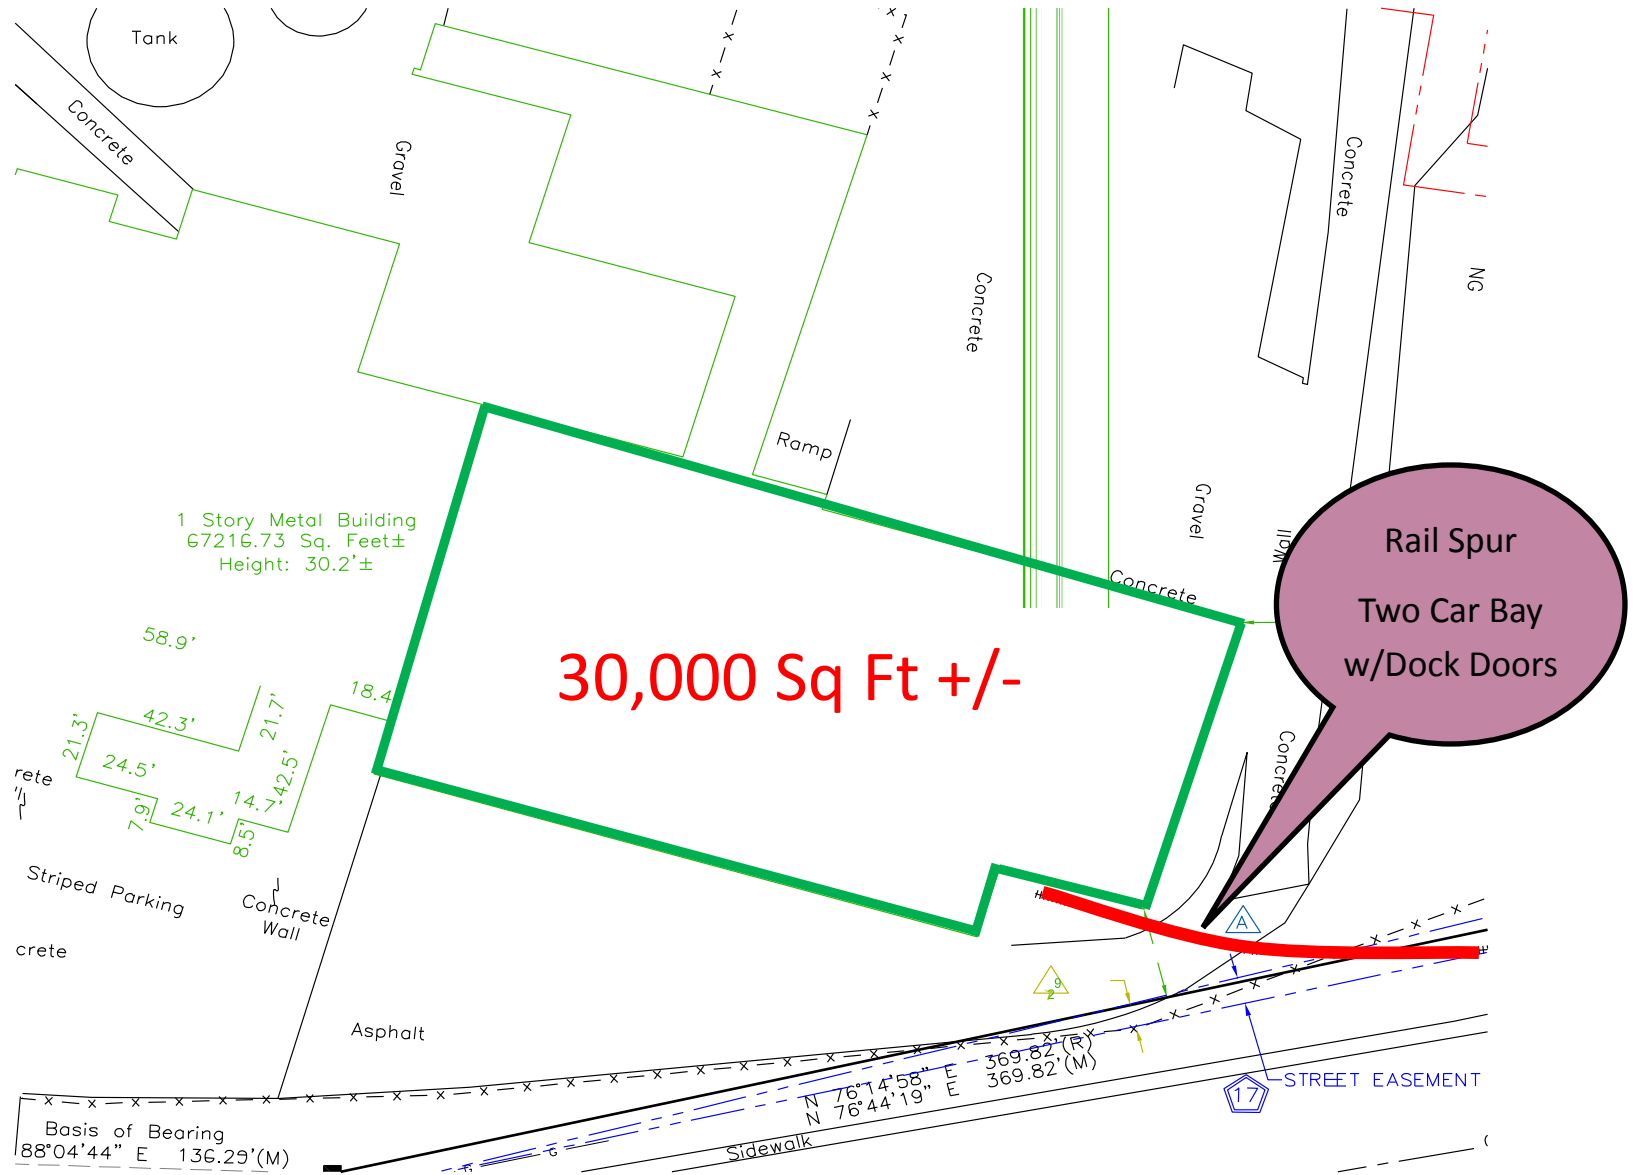 Tank
Concrete
Gravel
Concrete
Concrete
NG
Ramp
Gravel
Wall
1 Story Metal Building
67216.73 Sq. Feet±
Height: 30.2'±
Concrete
Rail Spur
Two Car Bay
w/Dock Doors
30,000 Sq Ft +/-
58.9'
18.4
42.3'
21.7'
21.3'
24.5'
42.5'
14.7'
24.1'
7.9'
8.5'
Concrete
rete
Striped Parking
Concrete
Wall
crete
A
9
2
Asphalt
N 76°14'58" E 369.82'(R)
N 76°44'19" E 369.82'(M)
17
STREET EASEMENT
Basis of Bearing
88°04'44" E 136.29'(M)
Sidewalk
G